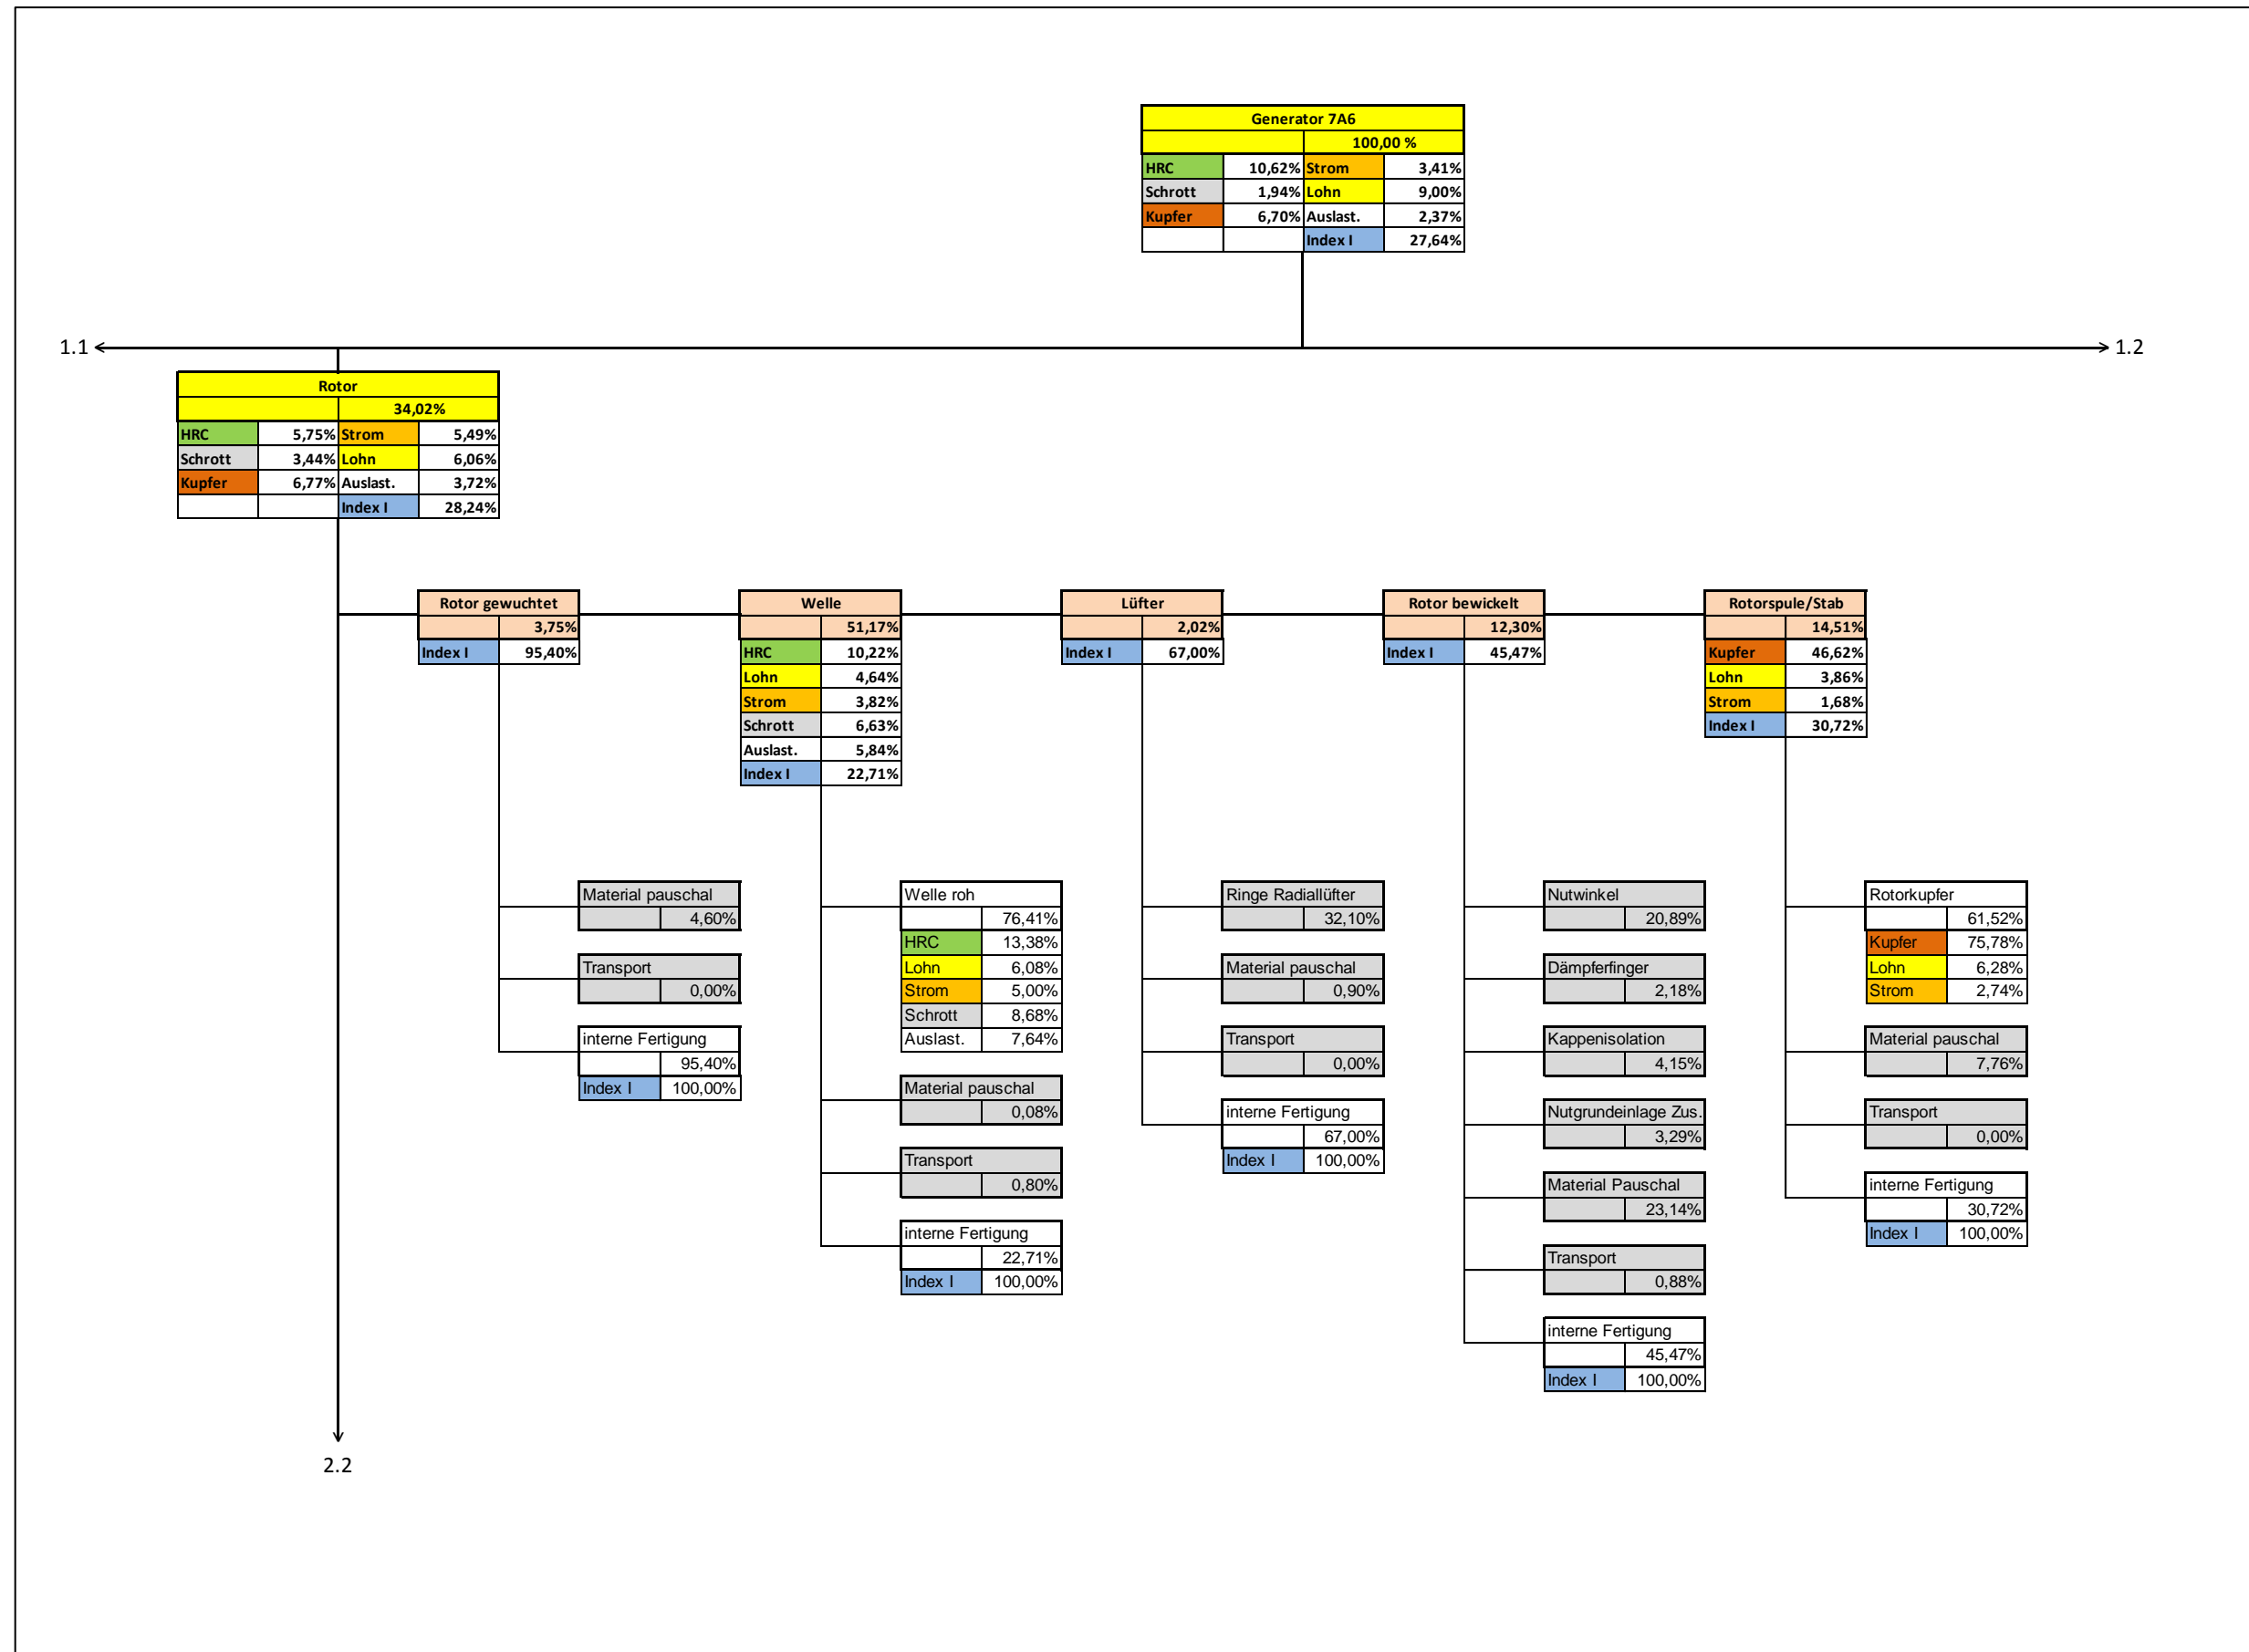 Generator 7A6
100,00 %
HRC 10,62% Strom 3,41%
Schrott 1,94% Lohn 9,00%
Kupfer 6,70% Auslast. 2,37%
Index I 27,64%
1.1
1.2
Rotor
34,02%
HRC 5,75% Strom 5,49%
Schrott 3,44% Lohn 6,06%
Kupfer 6,77% Auslast. 3,72%
Index I 28,24%
Rotor gewuchtet
3,75%
Index I 95,40%
Welle
51,17%
HRC 10,22%
Lohn 4,64%
Strom 3,82%
Schrott 6,63%
Auslast. 5,84%
Index I 22,71%
Lüfter
2,02%
Index I 67,00%
Rotor bewickelt
12,30%
Index I 45,47%
Rotorspule/Stab
14,51%
Kupfer 46,62%
Lohn 3,86%
Strom 1,68%
Index I 30,72%
Material pauschal
4,60%
Transport
0,00%
interne Fertigung
95,40%
Index I 100,00%
Welle roh
76,41%
HRC 13,38%
Lohn 6,08%
Strom 5,00%
Schrott 8,68%
Auslast. 7,64%
Material pauschal
0,08%
Transport
0,80%
interne Fertigung
22,71%
Index I 100,00%
Ringe Radiallüfter
32,10%
Material pauschal
0,90%
Transport
0,00%
interne Fertigung
67,00%
Index I 100,00%
Nutwinkel
20,89%
Dämpferfinger
2,18%
Kappenisolation
4,15%
Nutgrundeinlage Zus.
3,29%
Material Pauschal
23,14%
Transport
0,88%
interne Fertigung
45,47%
Index I 100,00%
Rotorkupfer
61,52%
Kupfer 75,78%
Lohn 6,28%
Strom 2,74%
Material pauschal
7,76%
Transport
0,00%
interne Fertigung
30,72%
Index I 100,00%
2.2